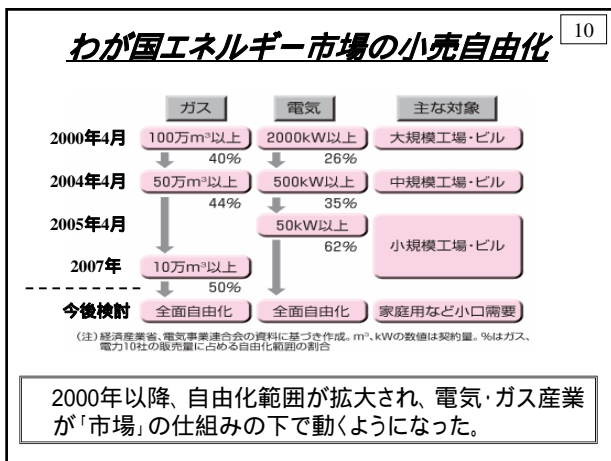 10
わが国エネルギー市場の小売自由化
ガス 電気 主な対象
2000年4月 100万m³以上 2000kW以上 大規模工場・ビル
40% 26%
2004年4月 50万m³以上 500kW以上 中規模工場・ビル
44% 35%
2005年4月 50kW以上
62% 小規模工場・ビル
2007年 10万m³以上
50%
今後検討 全面自由化 全面自由化 家庭用など小口需要
(注)経済産業省、電気事業連合会の資料に基づき作成。m³、kWの数値は契約量。%はガス、
電力10社の販売量に占める自由化範囲の割合
2000年以降、自由化範囲が拡大され、電気・ガス産業
が「市場」の仕組みの下で動くようになった。